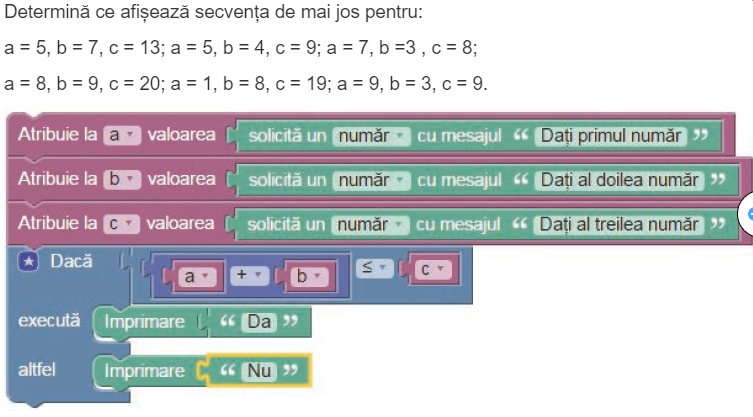 Determină ce afișează secvența de mai jos pentru:
a = 5, b = 7, c = 13; a = 5, b = 4, c = 9; a = 7, b =3 , c = 8;
a = 8, b = 9, c = 20; a = 1, b = 8, c = 19; a = 9, b = 3, c = 9.
Atribuie la a ▾ valoarea solicită un număr ▾ cu mesajul “ Dați primul număr ”
Atribuie la b ▾ valoarea solicită un număr ▾ cu mesajul “ Dați al doilea număr ”
Atribuie la c ▾ valoarea solicită un număr ▾ cu mesajul “ Dați al treilea număr ”
Dacă a ▾ + ▾ b ▾ ≤ ▾ c ▾
execută Imprimare “ Da ”
altfel Imprimare “ Nu ”